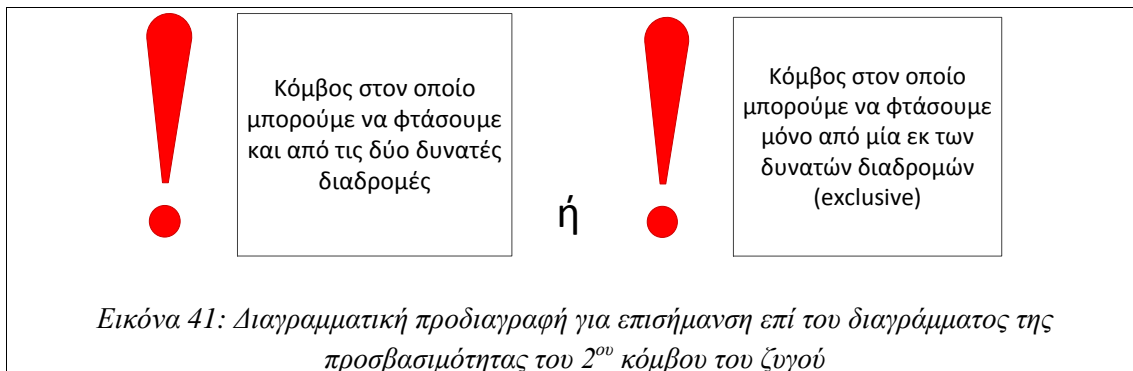 Κόμβος στον οποίο
μπορούμε να φτάσουμε
και από τις δύο δυνατές
διαδρομές
ή
Κόμβος στον οποίο
μπορούμε να φτάσουμε
μόνο από μία εκ των
δυνατών διαδρομών
(exclusive)
Εικόνα 41: Διαγραμματική προδιαγραφή για επισήμανση επί του διαγράμματος της
προσβασιμότητας του 2ου κόμβου του ζυγού